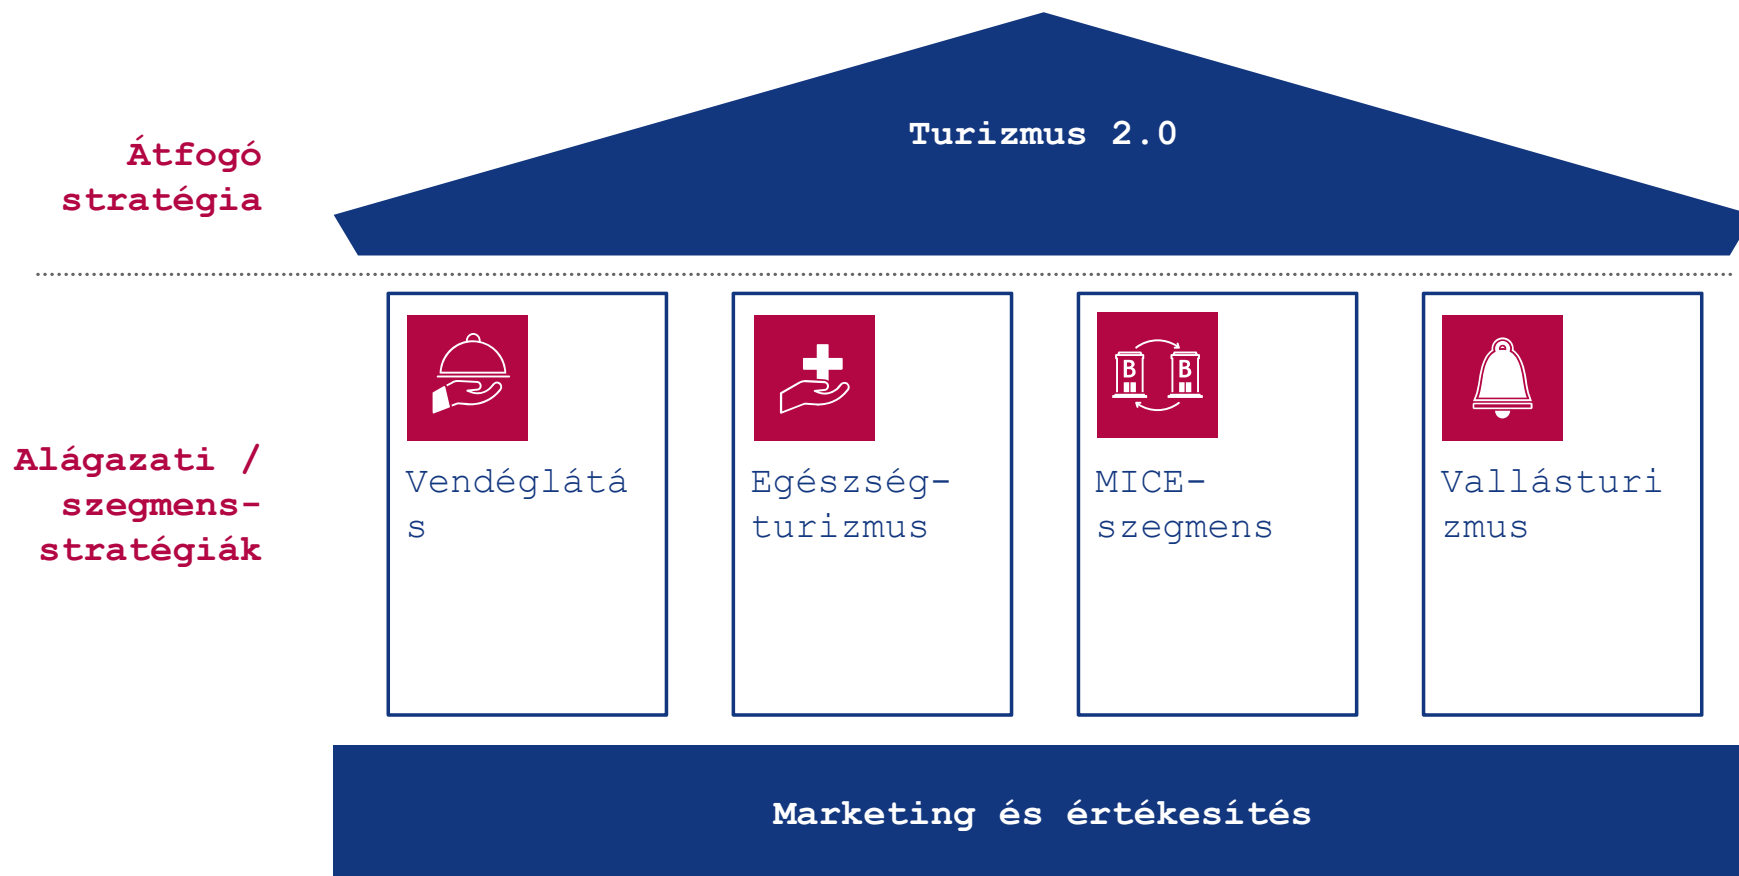 Turizmus 2.0
Átfogó
stratégia
Alágazati /
szegmens-
stratégiák
Vendéglátá
s
Egészség-
turizmus
B B
MICE-
szegmens
Vallásturi
zmus
Marketing és értékesítés